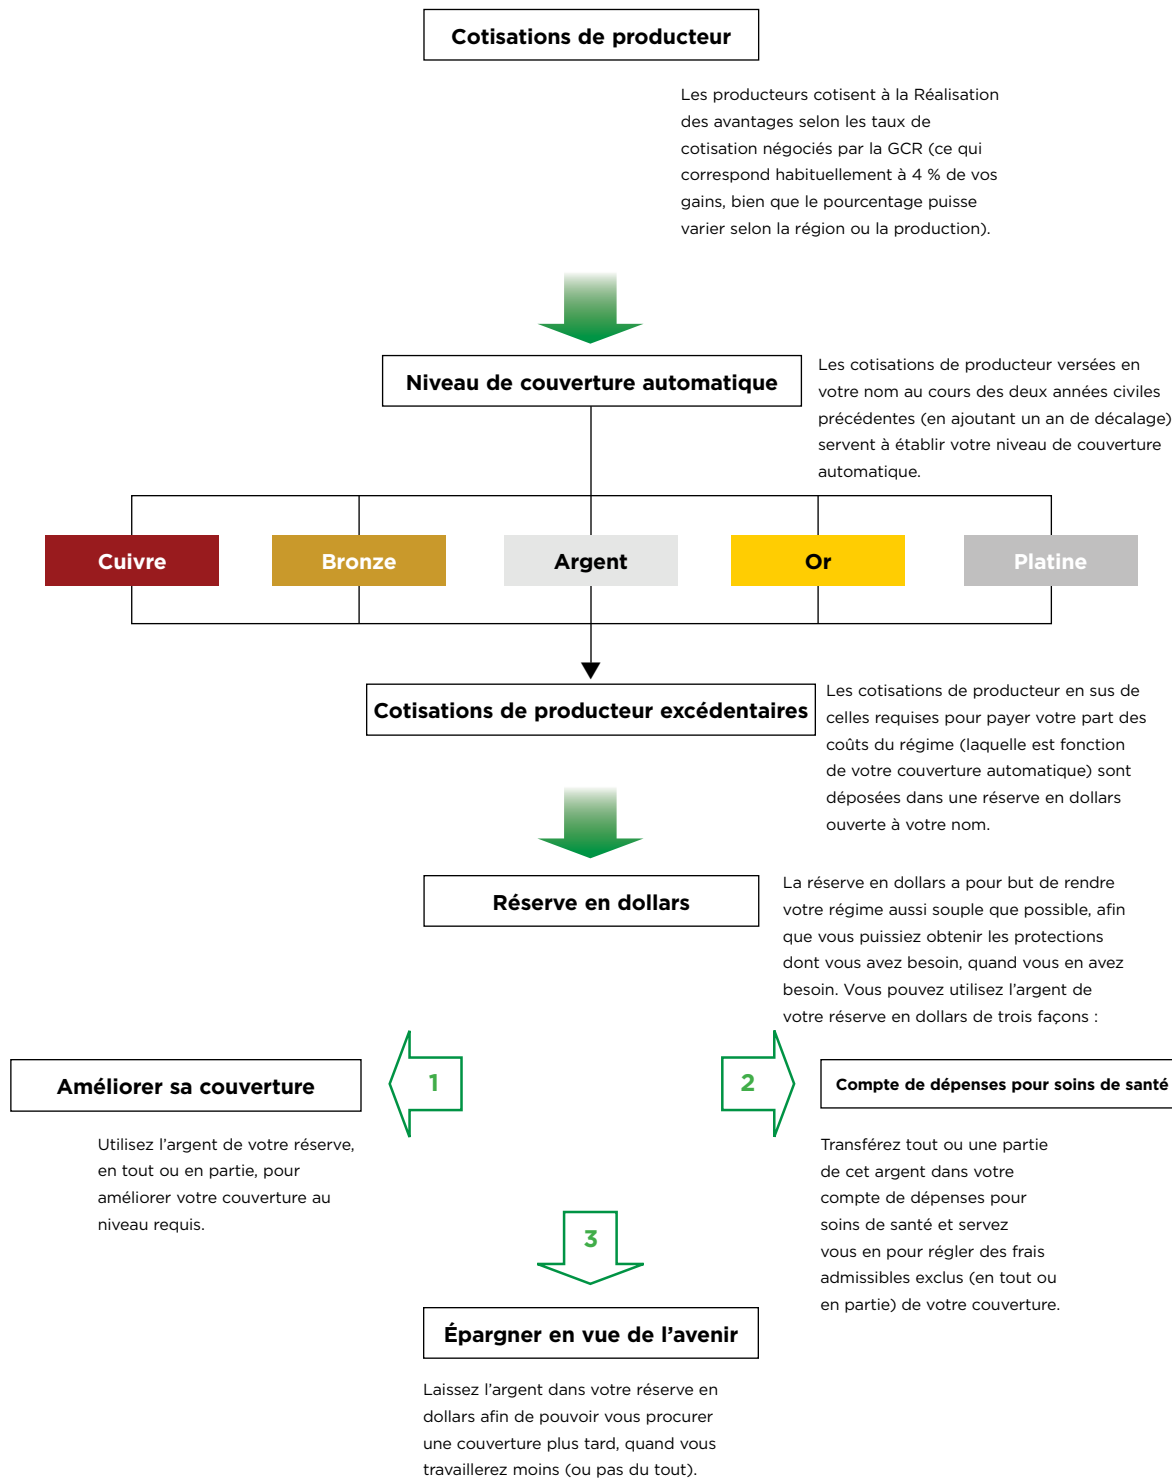 Cotisations de producteur
Les producteurs cotisent à la Réalisation
des avantages selon les taux de
cotisation négociés par la GCR (ce qui
correspond habituellement à 4 % de vos
gains, bien que le pourcentage puisse
varier selon la région ou la production).
Niveau de couverture automatique
Les cotisations de producteur versées en
votre nom au cours des deux années civiles
précédentes (en ajoutant un an de décalage)
servent à établir votre niveau de couverture
automatique.
Cuivre
Bronze
Argent
Or
Platine
Cotisations de producteur excédentaires
Les cotisations de producteur en sus de
celles requises pour payer votre part des
coûts du régime (laquelle est fonction
de votre couverture automatique) sont
déposées dans une réserve en dollars
ouverte à votre nom.
Réserve en dollars
La réserve en dollars a pour but de rendre
votre régime aussi souple que possible, afin
que vous puissiez obtenir les protections
dont vous avez besoin, quand vous en avez
besoin. Vous pouvez utilisez l’argent de
votre réserve en dollars de trois façons :
1
Améliorer sa couverture
Utilisez l’argent de votre réserve,
en tout ou en partie, pour
améliorer votre couverture au
niveau requis.
2
Compte de dépenses pour soins de santé
Transférez tout ou une partie
de cet argent dans votre
compte de dépenses pour
soins de santé et servez
vous en pour régler des frais
admissibles exclus (en tout ou
en partie) de votre couverture.
3
Épargner en vue de l’avenir
Laissez l’argent dans votre réserve en
dollars afin de pouvoir vous procurer
une couverture plus tard, quand vous
travaillerez moins (ou pas du tout).